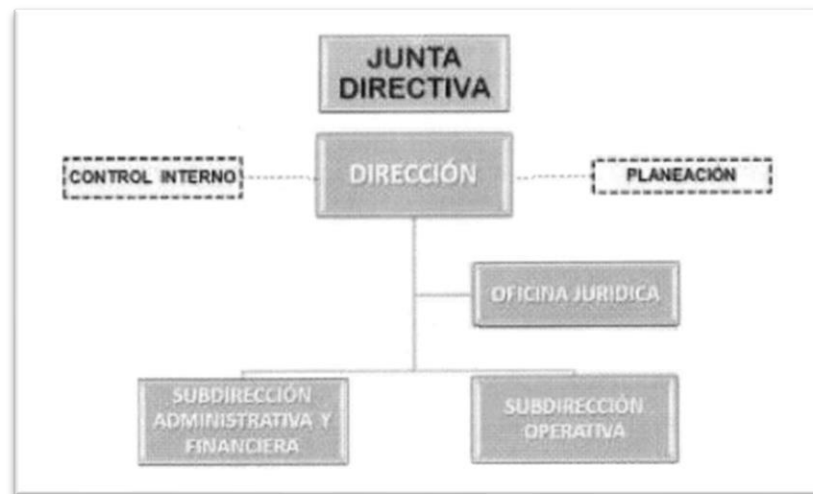 JUNTA
DIRECTIVA
CONTROL INTERNO
DIRECCIÓN
PLANEACIÓN
OFICINA JURIDICA
SUBDIRECCIÓN
ADMINISTRATIVA Y
FINANCIERA
SUBDIRECCIÓN
OPERATIVA